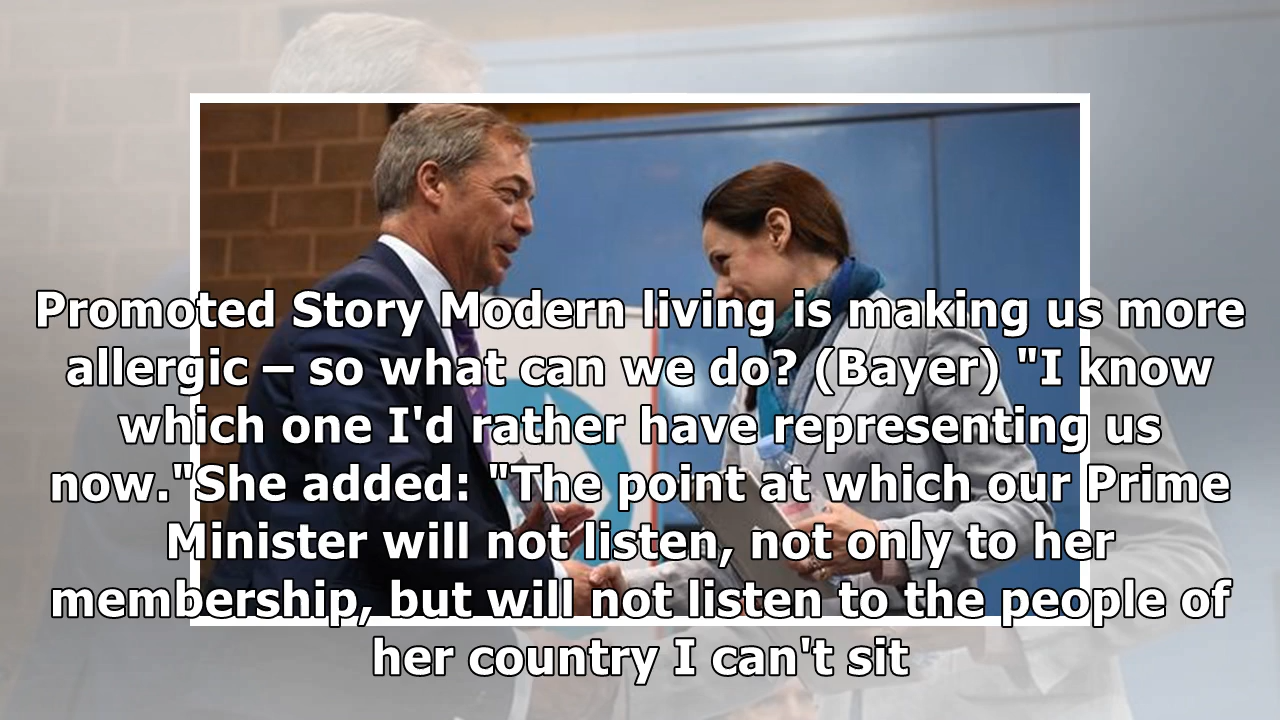 Promoted Story Modern living is making us more
allergic – so what can we do? (Bayer) "I know
which one I'd rather have representing us
now."She added: "The point at which our Prime
Minister will not listen, not only to her
membership, but will not listen to the people of
her country I can't sit